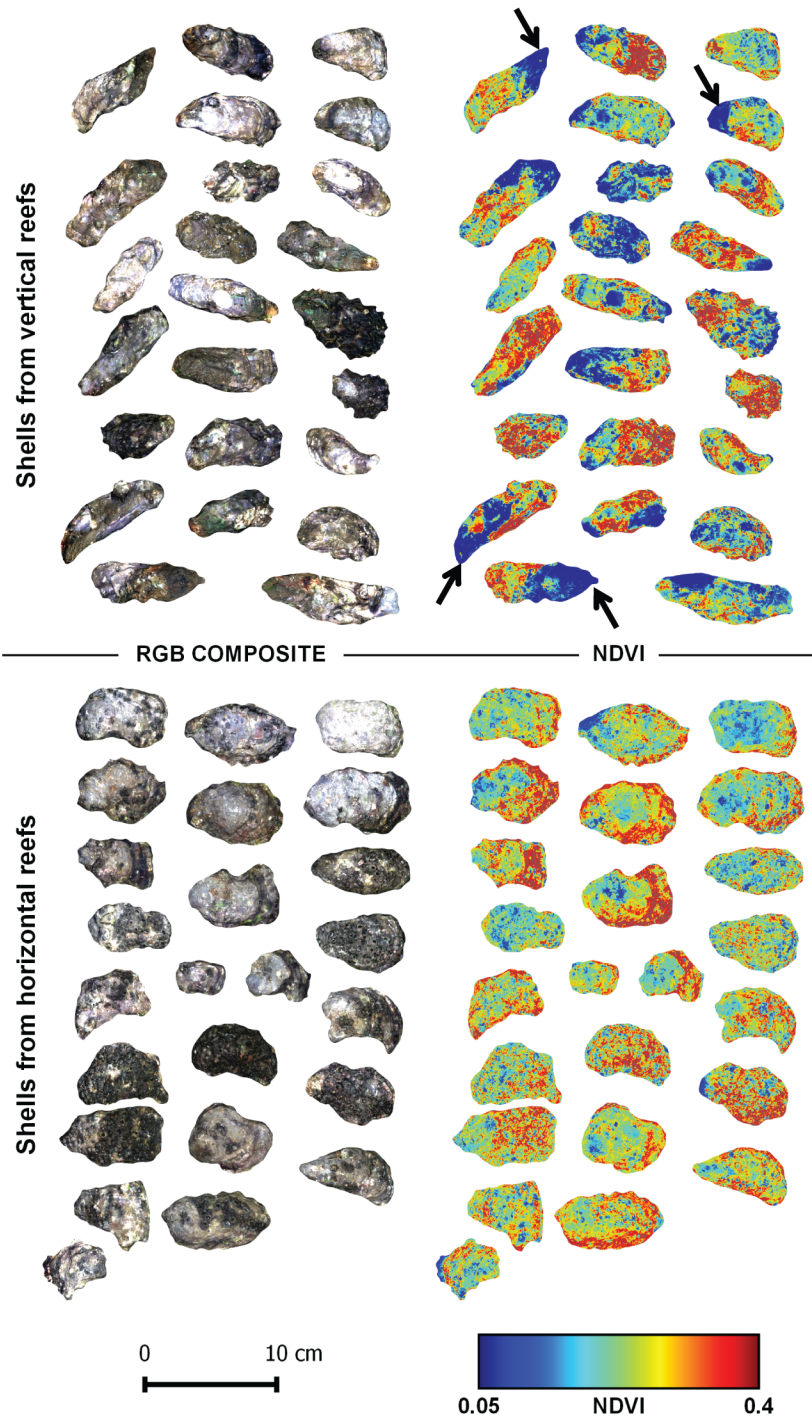 Shells from vertical reefs
RGB COMPOSITE
NDVI
Shells from horizontal reefs
0 10 cm
0.05 NDVI 0.4